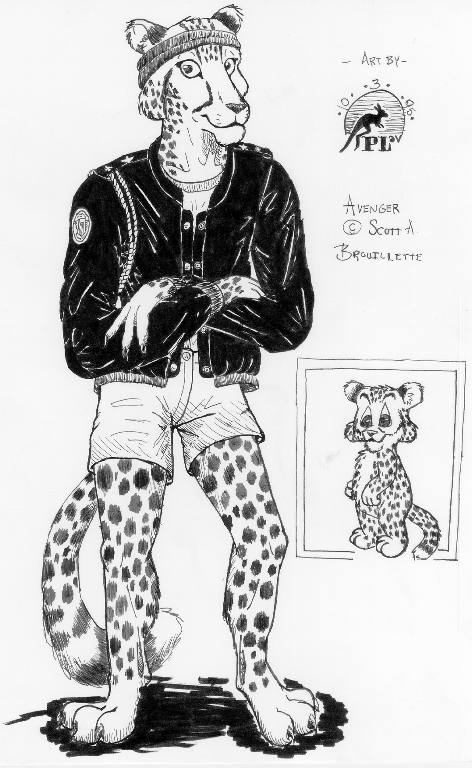 - ART BY -
10 . 3 . 96
PL
AVENGER
© SCOTT A.
BROUILLETTE